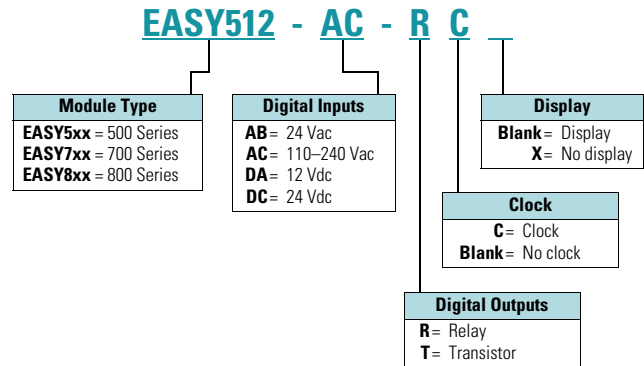 EASY512 - AC - R C _
Module Type
EASY5xx = 500 Series
EASY7xx = 700 Series
EASY8xx = 800 Series
Digital Inputs
AB = 24 Vac
AC = 110–240 Vac
DA = 12 Vdc
DC = 24 Vdc
Display
Blank = Display
X = No display
Clock
C = Clock
Blank = No clock
Digital Outputs
R = Relay
T = Transistor